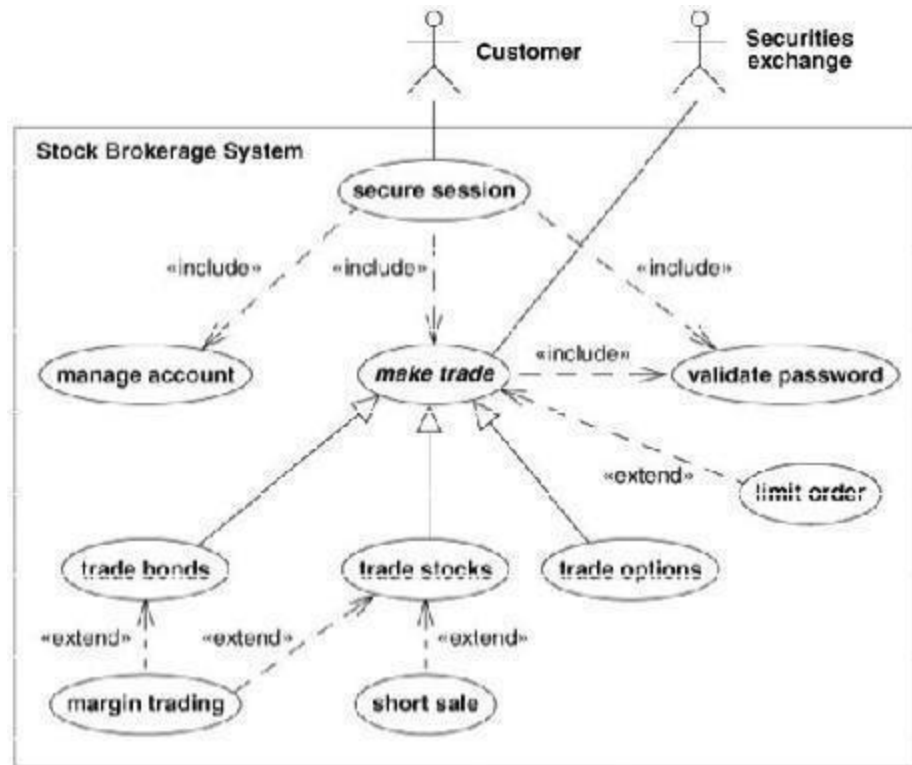 Customer
Securities
exchange
Stock Brokerage System
secure session
«include»
«include»
«include»
manage account
make trade
«include»
validate password
«extend»
limit order
trade bonds
trade stocks
trade options
«extend»
«extend»
«extend»
margin trading
short sale